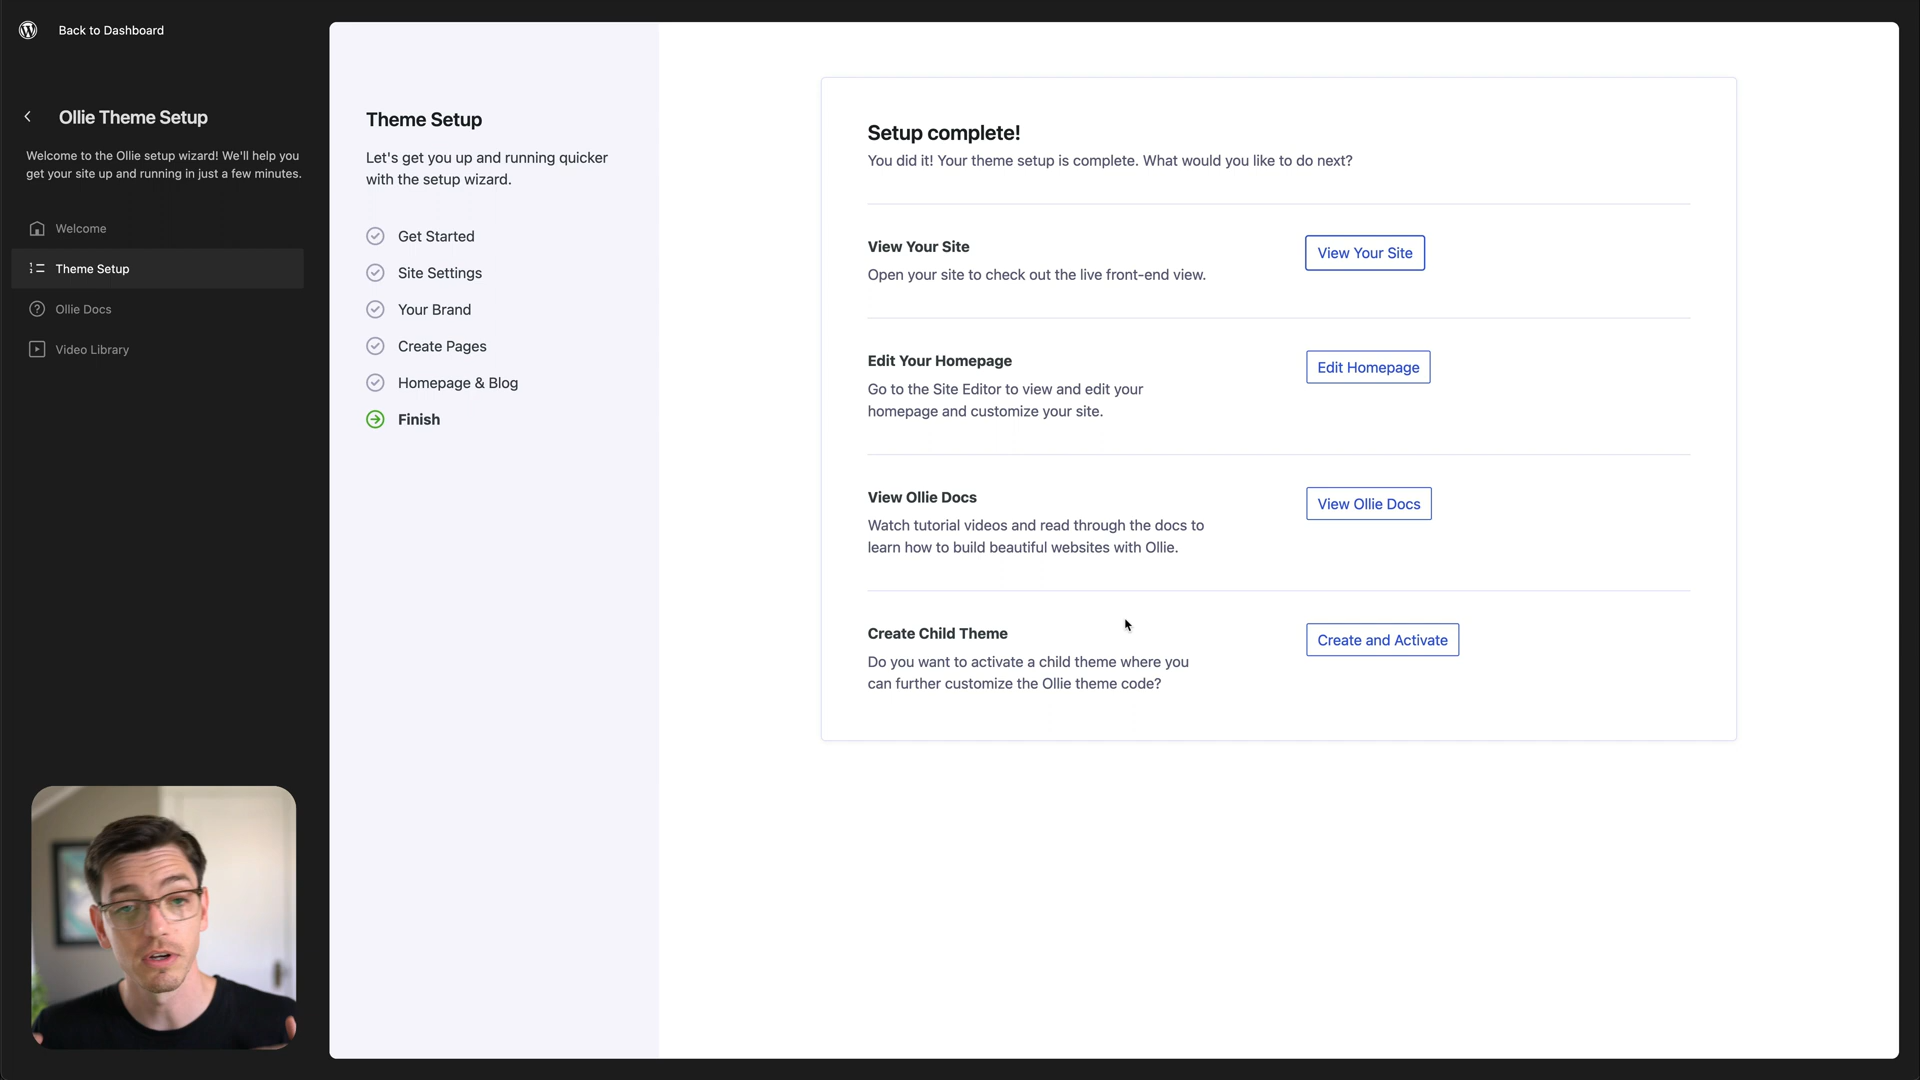 Back to Dashboard
Ollie Theme Setup
Welcome to the Ollie setup wizard! We'll help you
get your site up and running in just a few minutes.
Welcome
Theme Setup
Ollie Docs
Video Library
Theme Setup
Let's get you up and running quicker
with the setup wizard.
Get Started
Site Settings
Your Brand
Create Pages
Homepage & Blog
Finish
Setup complete!
You did it! Your theme setup is complete. What would you like to do next?
View Your Site
Open your site to check out the live front-end view.
View Your Site
Edit Your Homepage
Go to the Site Editor to view and edit your
homepage and customize your site.
Edit Homepage
View Ollie Docs
Watch tutorial videos and read through the docs to
learn how to build beautiful websites with Ollie.
View Ollie Docs
Create Child Theme
Do you want to activate a child theme where you
can further customize the Ollie theme code?
Create and Activate